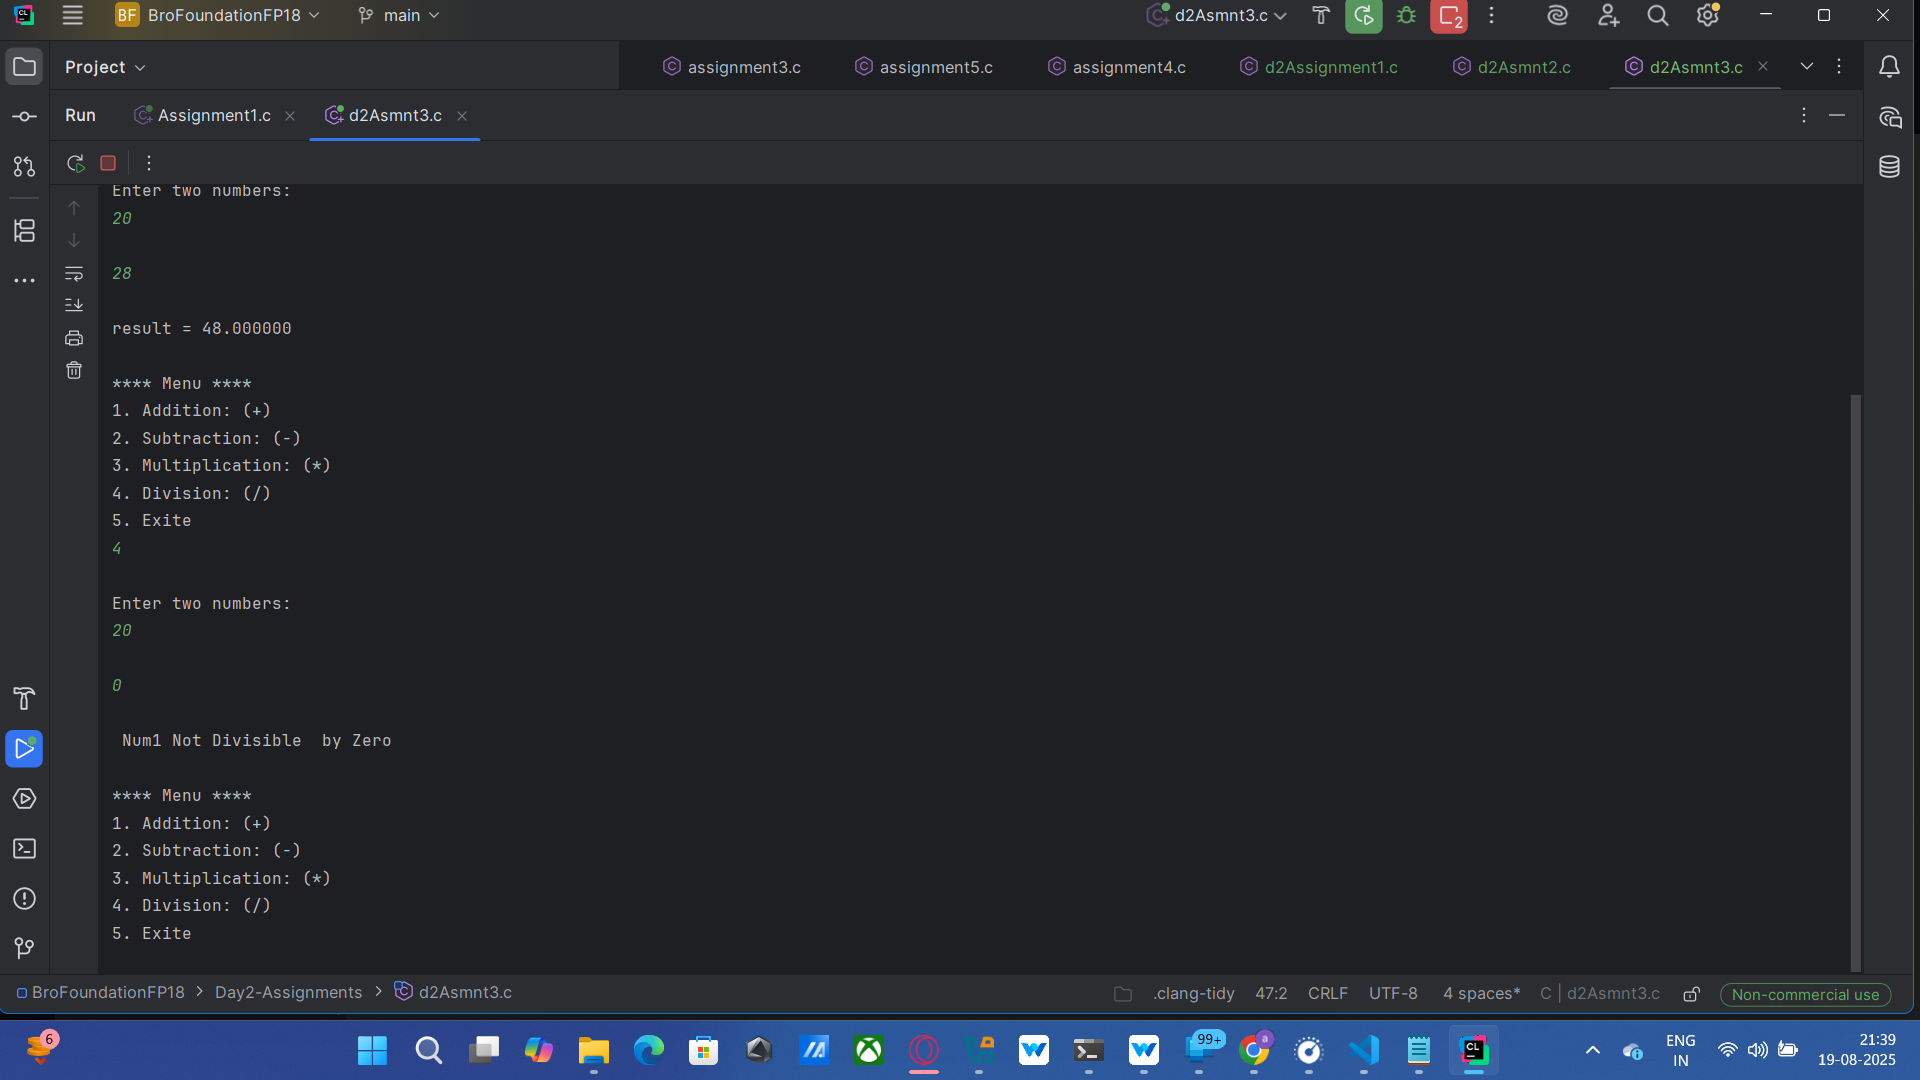 BF BroFoundationFP18 main d2Asmnt3.c 2
Project assignment3.c assignment5.c assignment4.c d2Assignment1.c d2Asmnt2.c d2Asmnt3.c
Run Assignment1.c d2Asmnt3.c
Enter two numbers:
20
28
result = 48.000000
**** Menu ****
1. Addition: (+)
2. Subtraction: (-)
3. Multiplication: (*)
4. Division: (/)
5. Exite
4
Enter two numbers:
20
0
Num1 Not Divisible  by Zero
**** Menu ****
1. Addition: (+)
2. Subtraction: (-)
3. Multiplication: (*)
4. Division: (/)
5. Exite
BroFoundationFP18 > Day2-Assignments > d2Asmnt3.c .clang-tidy 47:2 CRLF UTF-8 4 spaces* C | d2Asmnt3.c Non-commercial use
6 99+ a CL ENG 21:39
IN 19-08-2025